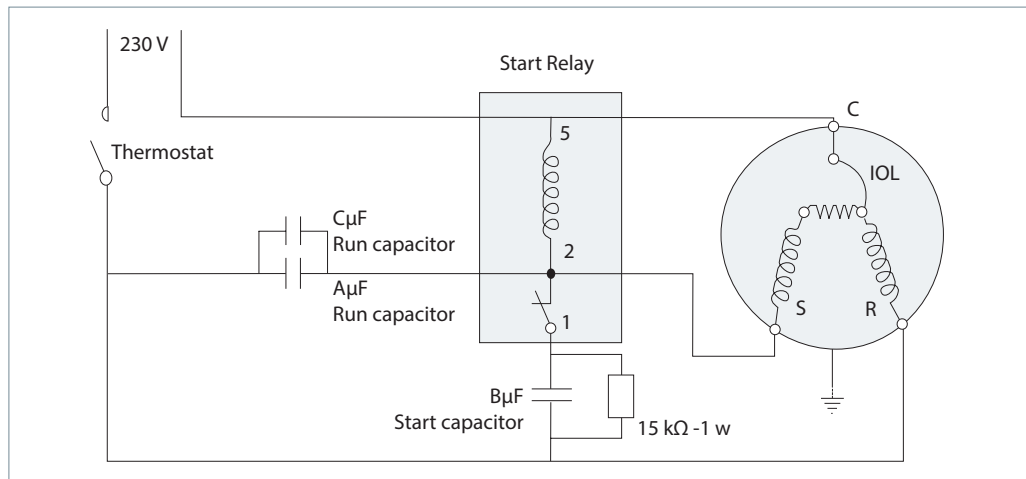 230 V
Start Relay
C
5
Thermostat
IOL
CµF
Run capacitor
2
AµF
Run capacitor
S
R
1
BµF
Start capacitor
15 kΩ -1 w